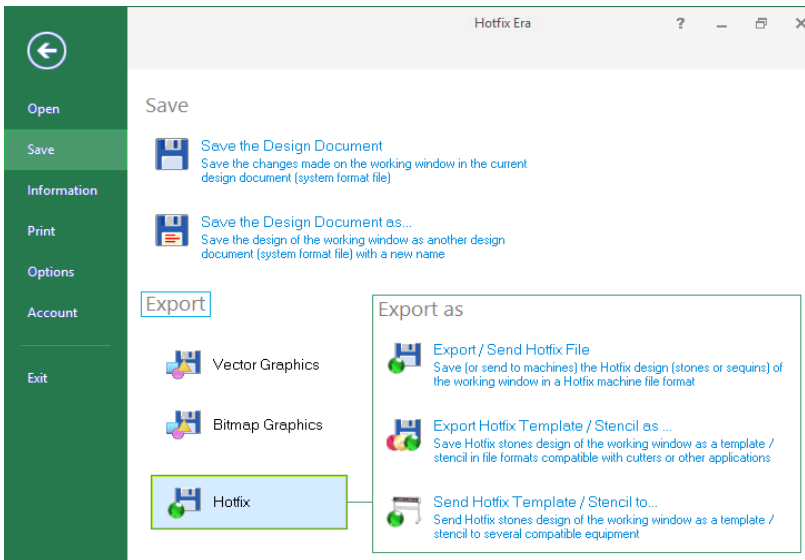 Hotfix Era
?
Open
Save
Information
Print
Options
Account
Exit
Save
Save the Design Document
Save the changes made on the working window in the current
design document (system format file)
Save the Design Document as...
Save the design of the working window as another design
document (system format file) with a new name
Export
Vector Graphics
Bitmap Graphics
Hotfix
Export as
Export / Send Hotfix File
Save (or send to machines) the Hotfix design (stones or sequins) of
the working window in a Hotfix machine file format
Export Hotfix Template / Stencil as ...
Save Hotfix stones design of the working window as a template /
stencil in file formats compatible with cutters or other applications
Send Hotfix Template / Stencil to...
Send Hotfix stones design of the working window as a template /
stencil to several compatible equipment